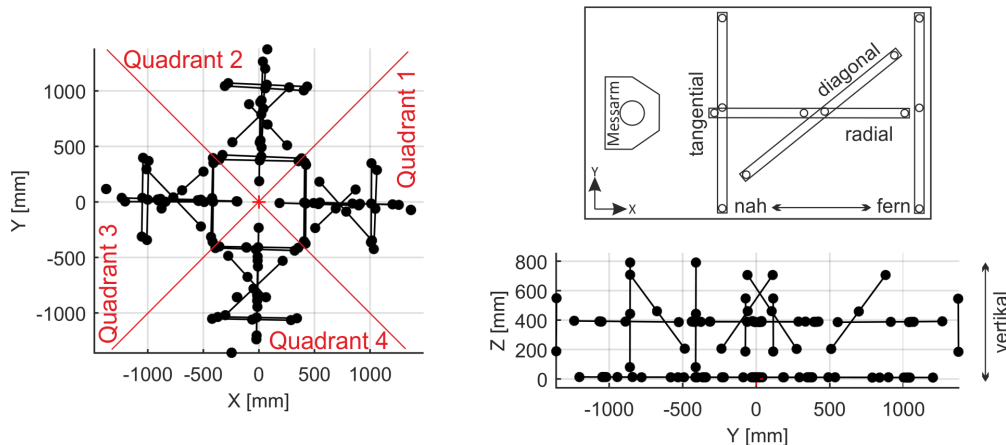 Quadrant 2
Quadrant 1
Quadrant 3
Quadrant 4
1000
500
0
-500
-1000
Y [mm]
-1000
-500
0
500
1000
X [mm]
Messarm
tangential
diagonal
radial
Y
X
nah
fern
800
600
400
200
0
Z [mm]
-1000
-500
0
500
1000
Y [mm]
vertikal